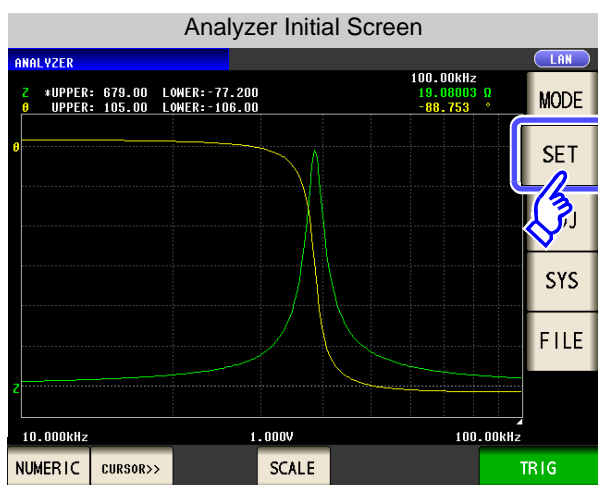 Analyzer Initial Screen
ANALYZER
LAN
100.00kHz
Z *UPPER: 679.00 LOWER:-77.200 19.08003 Ω
θ UPPER: 105.00 LOWER:-106.00 -88.753 °
MODE
θ
SET
SYS
FILE
Z
10.000kHz 1.000V 100.00kHz
NUMERIC CURSOR>> SCALE TRIG